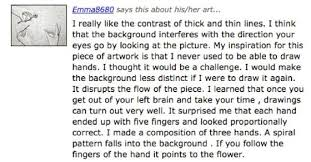 Emma8680 says this about his/her art...
I really like the contrast of thick and thin lines. I think
that the background interferes with the direction your
eyes go by looking at the picture. My inspiration for this
piece of artwork is that I never used to be able to draw
hands. I thought it would be a challenge. I would make
the background less distinct if I were to draw it again.
It disrupts the flow of the piece. I learned that once you
get out of your left brain and take your time , drawings
can turn out very well. It surprised me that each hand
ended up with five fingers and looked proportionally
correct. I made a composition of three hands. A spiral
pattern falls into the background . If you follow the
fingers of the hand it points to the flower.